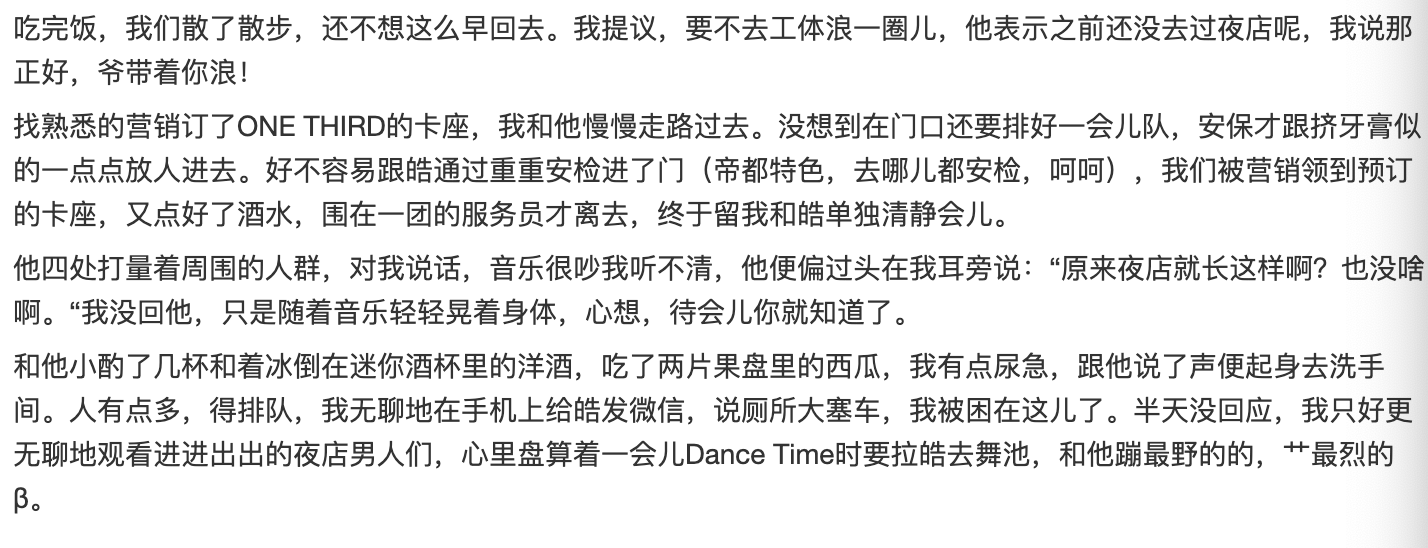 吃完饭，我们散了散步，还不想这么早回去。我提议，要不去工体浪一圈儿，他表示之前还没去过夜店呢，我说那
正好，爷带着你浪！
找熟悉的营销订了ONE THIRD的卡座，我和他慢慢走路过去。没想到在门口还要排好一会儿队，安保才跟挤牙膏似
的一点点放人进去。好不容易跟皓通过重重安检进了门（帝都特色，去哪儿都安检，呵呵），我们被营销领到预订
的卡座，又点好了酒水，围在一团的服务员才离去，终于留我和皓单独清静会儿。
他四处打量着周围的人群，对我说话，音乐很吵我听不清，他便偏过头在我耳旁说：“原来夜店就长这样啊？也没啥
啊。“我没回他，只是随着音乐轻轻晃着身体，心想，待会儿你就知道了。
和他小酌了几杯和着冰倒在迷你酒杯里的洋酒，吃了两片果盘里的西瓜，我有点尿急，跟他说了声便起身去洗手
间。人有点多，得排队，我无聊地在手机上给皓发微信，说厕所大塞车，我被困在这儿了。半天没回应，我只好更
无聊地观看进进出出的夜店男人们，心里盘算着一会儿Dance Time时要拉皓去舞池，和他蹦最野的的，艹最烈的
β。